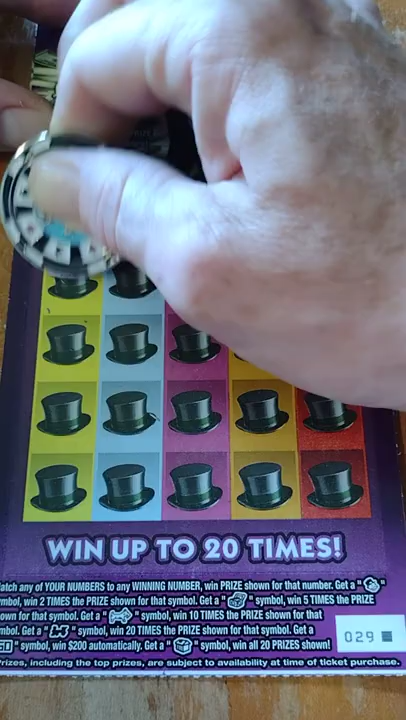 WIN UP TO 20 TIMES!
Match any of YOUR NUMBERS to any WINNING NUMBER, win PRIZE shown for that number. Get a "
symbol, win 2 TIMES the PRIZE shown for that symbol. Get a " " symbol, win 5 TIMES the PRIZE
shown for that symbol. Get a " " symbol, win 10 TIMES the PRIZE shown for that
symbol. Get a " " symbol, win 20 TIMES the PRIZE shown for that symbol. Get a
" symbol, win $200 automatically. Get a " " symbol, win all 20 PRIZES shown!
Prizes, including the top prizes, are subject to availability at time of ticket purchase.
029